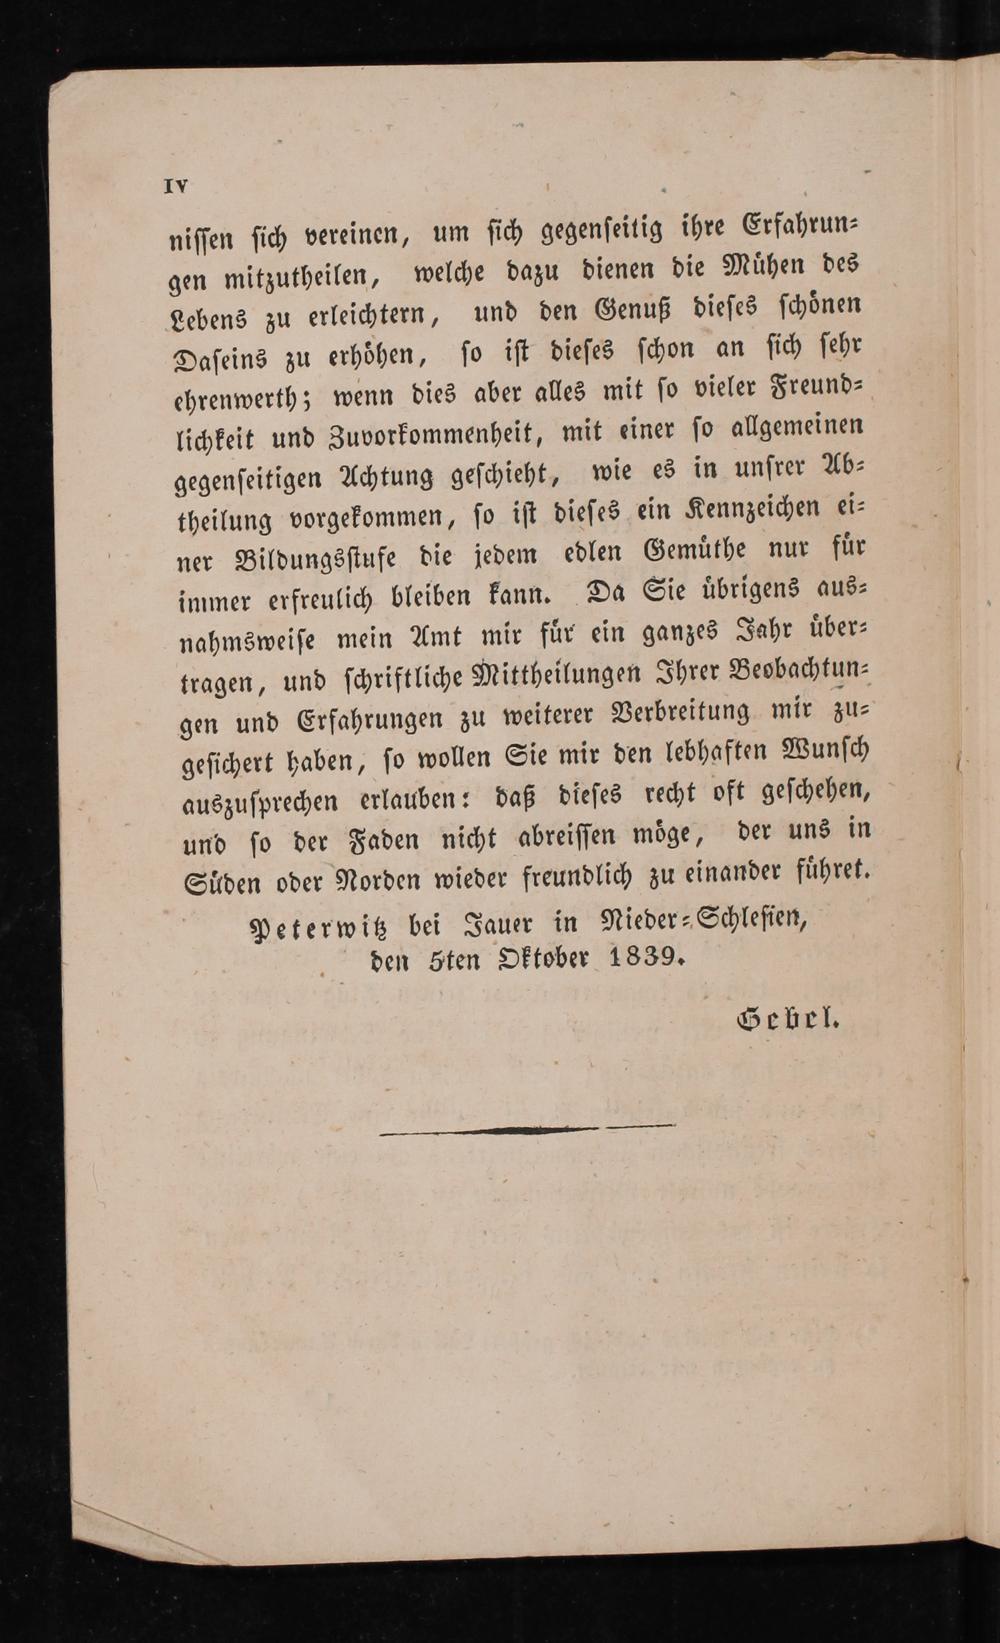 IV
nissen sich vereinen, um sich gegenseitig ihre Erfahrun-
gen mitzutheilen, welche dazu dienen die Mühen des
Lebens zu erleichtern, und den Genuß dieses schönen
Daseins zu erhöhen, so ist dieses schon an sich sehr
ehrenwerth; wenn dies aber alles mit so vieler Freund-
lichkeit und Zuvorkommenheit, mit einer so allgemeinen
gegenseitigen Achtung geschieht, wie es in unsrer Ab-
theilung vorgekommen, so ist dieses ein Kennzeichen ei-
ner Bildungsstufe die jedem edlen Gemüthe nur für
immer erfreulich bleiben kann. Da Sie übrigens aus-
nahmsweise mein Amt mir für ein ganzes Jahr über-
tragen, und schriftliche Mittheilungen Ihrer Beobachtun-
gen und Erfahrungen zu weiterer Verbreitung mir zu-
gesichert haben, so wollen Sie mir den lebhaften Wunsch
auszusprechen erlauben: daß dieses recht oft geschehen,
und so der Faden nicht abreissen möge, der uns in
Süden oder Norden wieder freundlich zu einander führet.
Peterwitz bei Jauer in Nieder-Schlesien,
den 5ten Oktober 1839.
Gebel.